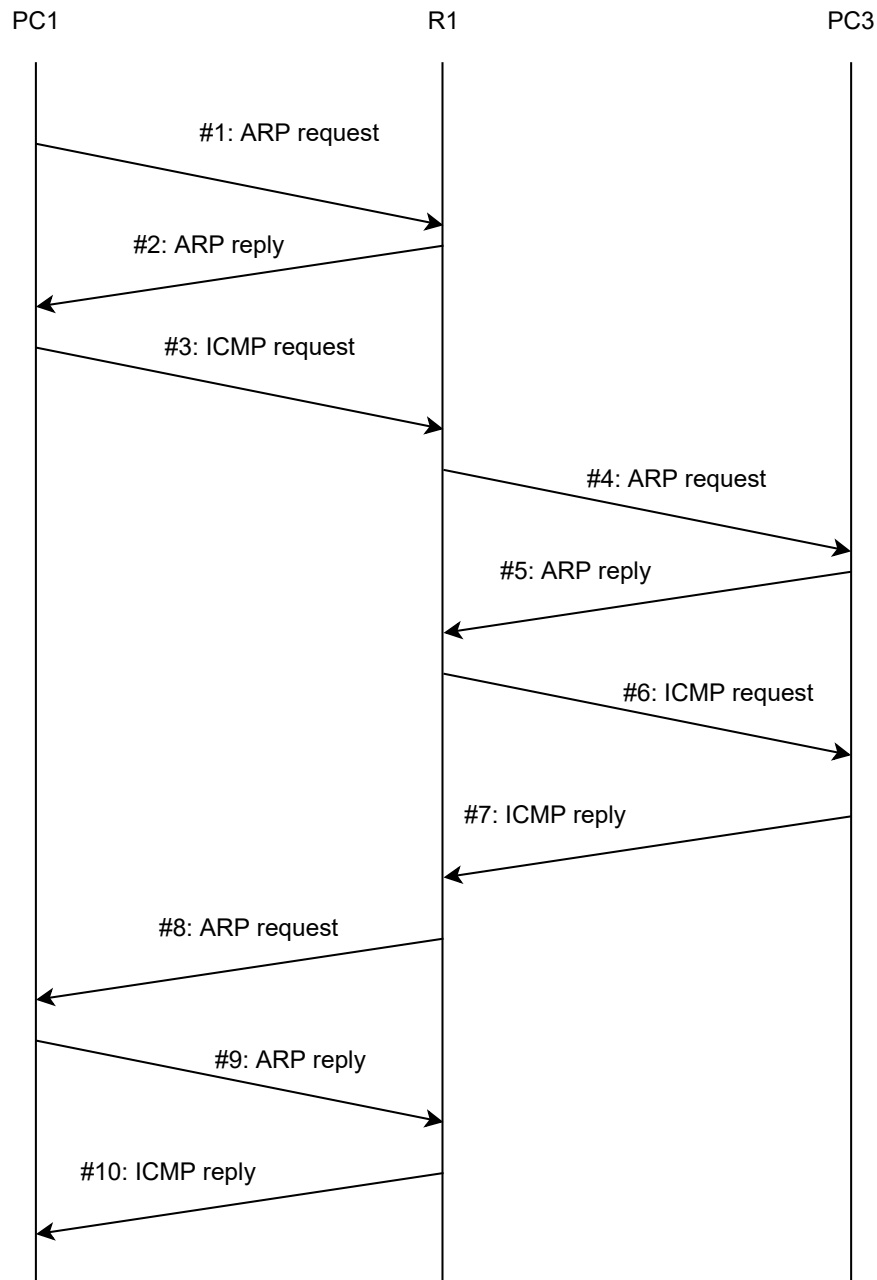 PC1
R1
PC3
#1: ARP request
#2: ARP reply
#3: ICMP request
#4: ARP request
#5: ARP reply
#6: ICMP request
#7: ICMP reply
#8: ARP request
#9: ARP reply
#10: ICMP reply